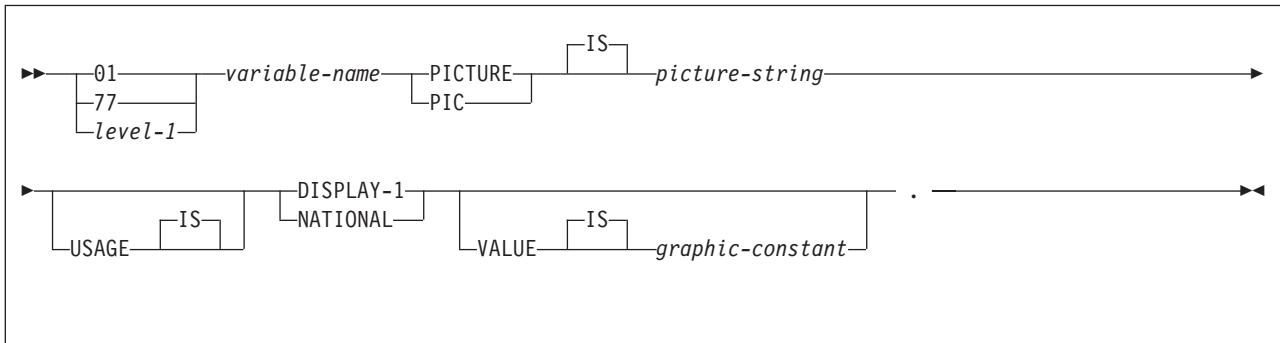 IS
01 variable-name PICTURE picture-string
77 PIC
level-1
DISPLAY-1 .
IS NATIONAL IS
USAGE VALUE graphic-constant